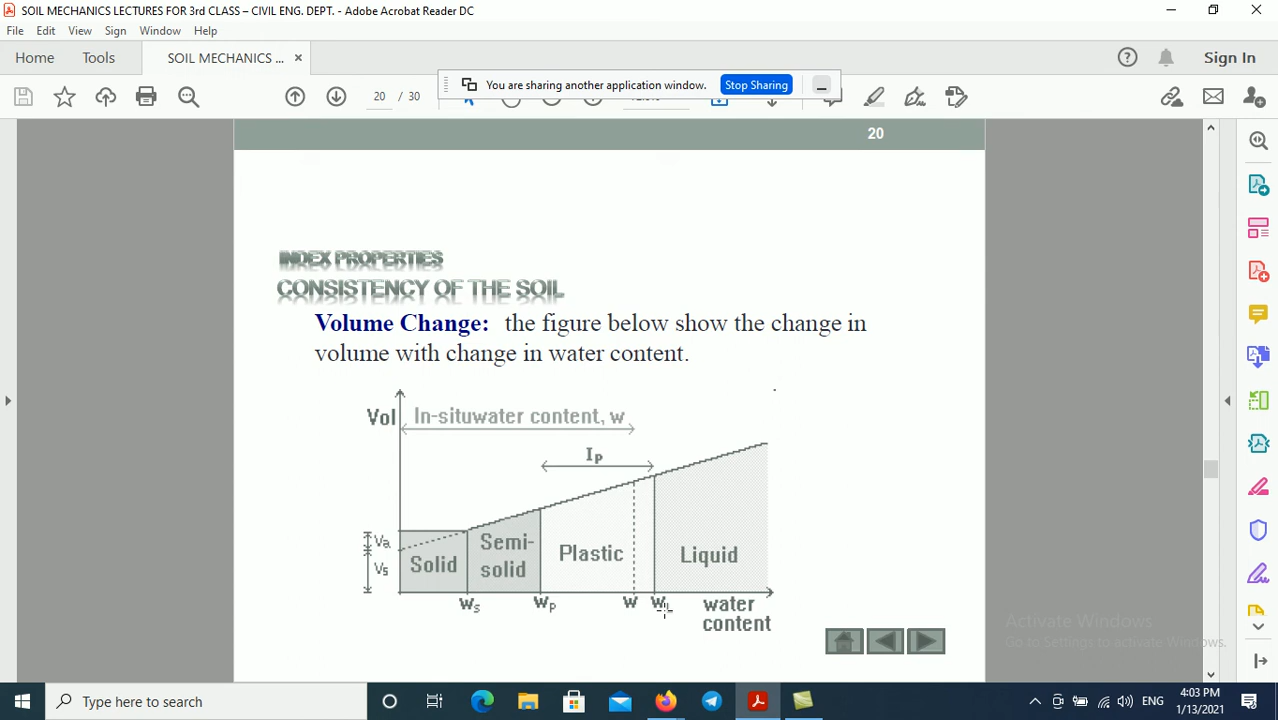 SOIL MECHANICS LECTURES FOR 3rd CLASS – CIVIL ENG. DEPT. - Adobe Acrobat Reader DC
File Edit View Sign Window Help
Home Tools SOIL MECHANICS ... Sign In
You are sharing another application window. Stop Sharing
20 / 30
20
INDEX PROPERTIES
CONSISTENCY OF THE SOIL
Volume Change: the figure below show the change in
volume with change in water content.
Vol In-situwater content, w
Ip
Va
Vs
Solid
Semi-
solid
Plastic
Liquid
ws wp w
water
content
Activate Windows
Go to Settings to activate Windows.
Type here to search
ENG
4:03 PM
1/13/2021